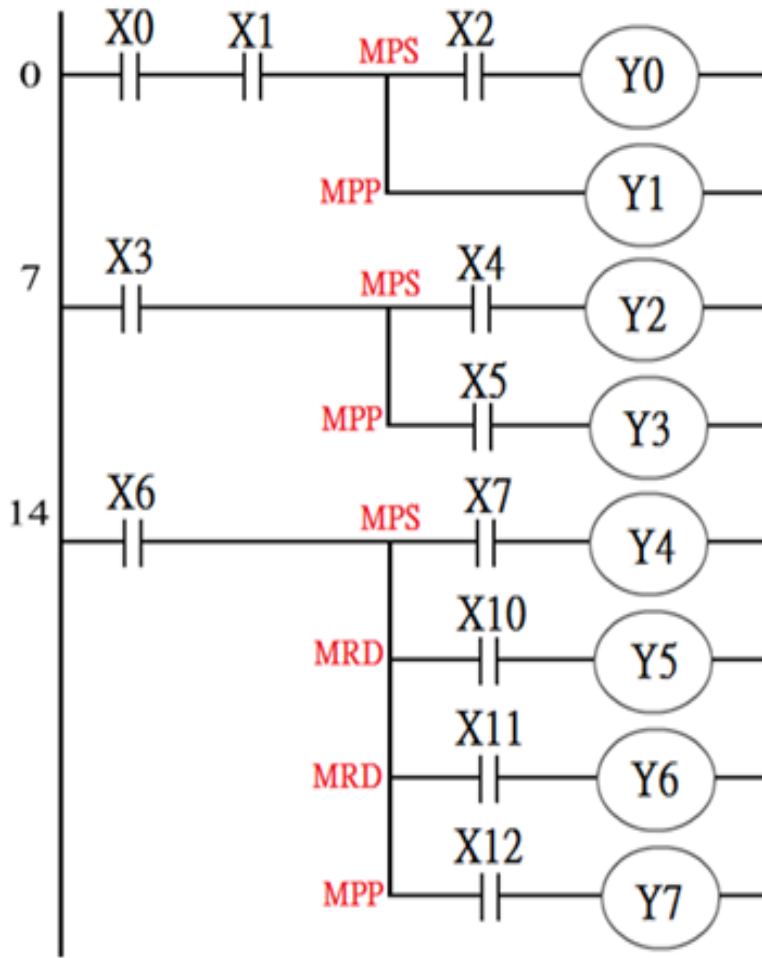 X0 X1 MPS X2
0 Y0
MPP Y1
X3 X4
7 MPS Y2
X5
MPP Y3
X6 X7
14 MPS Y4
X10
MRD Y5
X11
MRD Y6
X12
MPP Y7